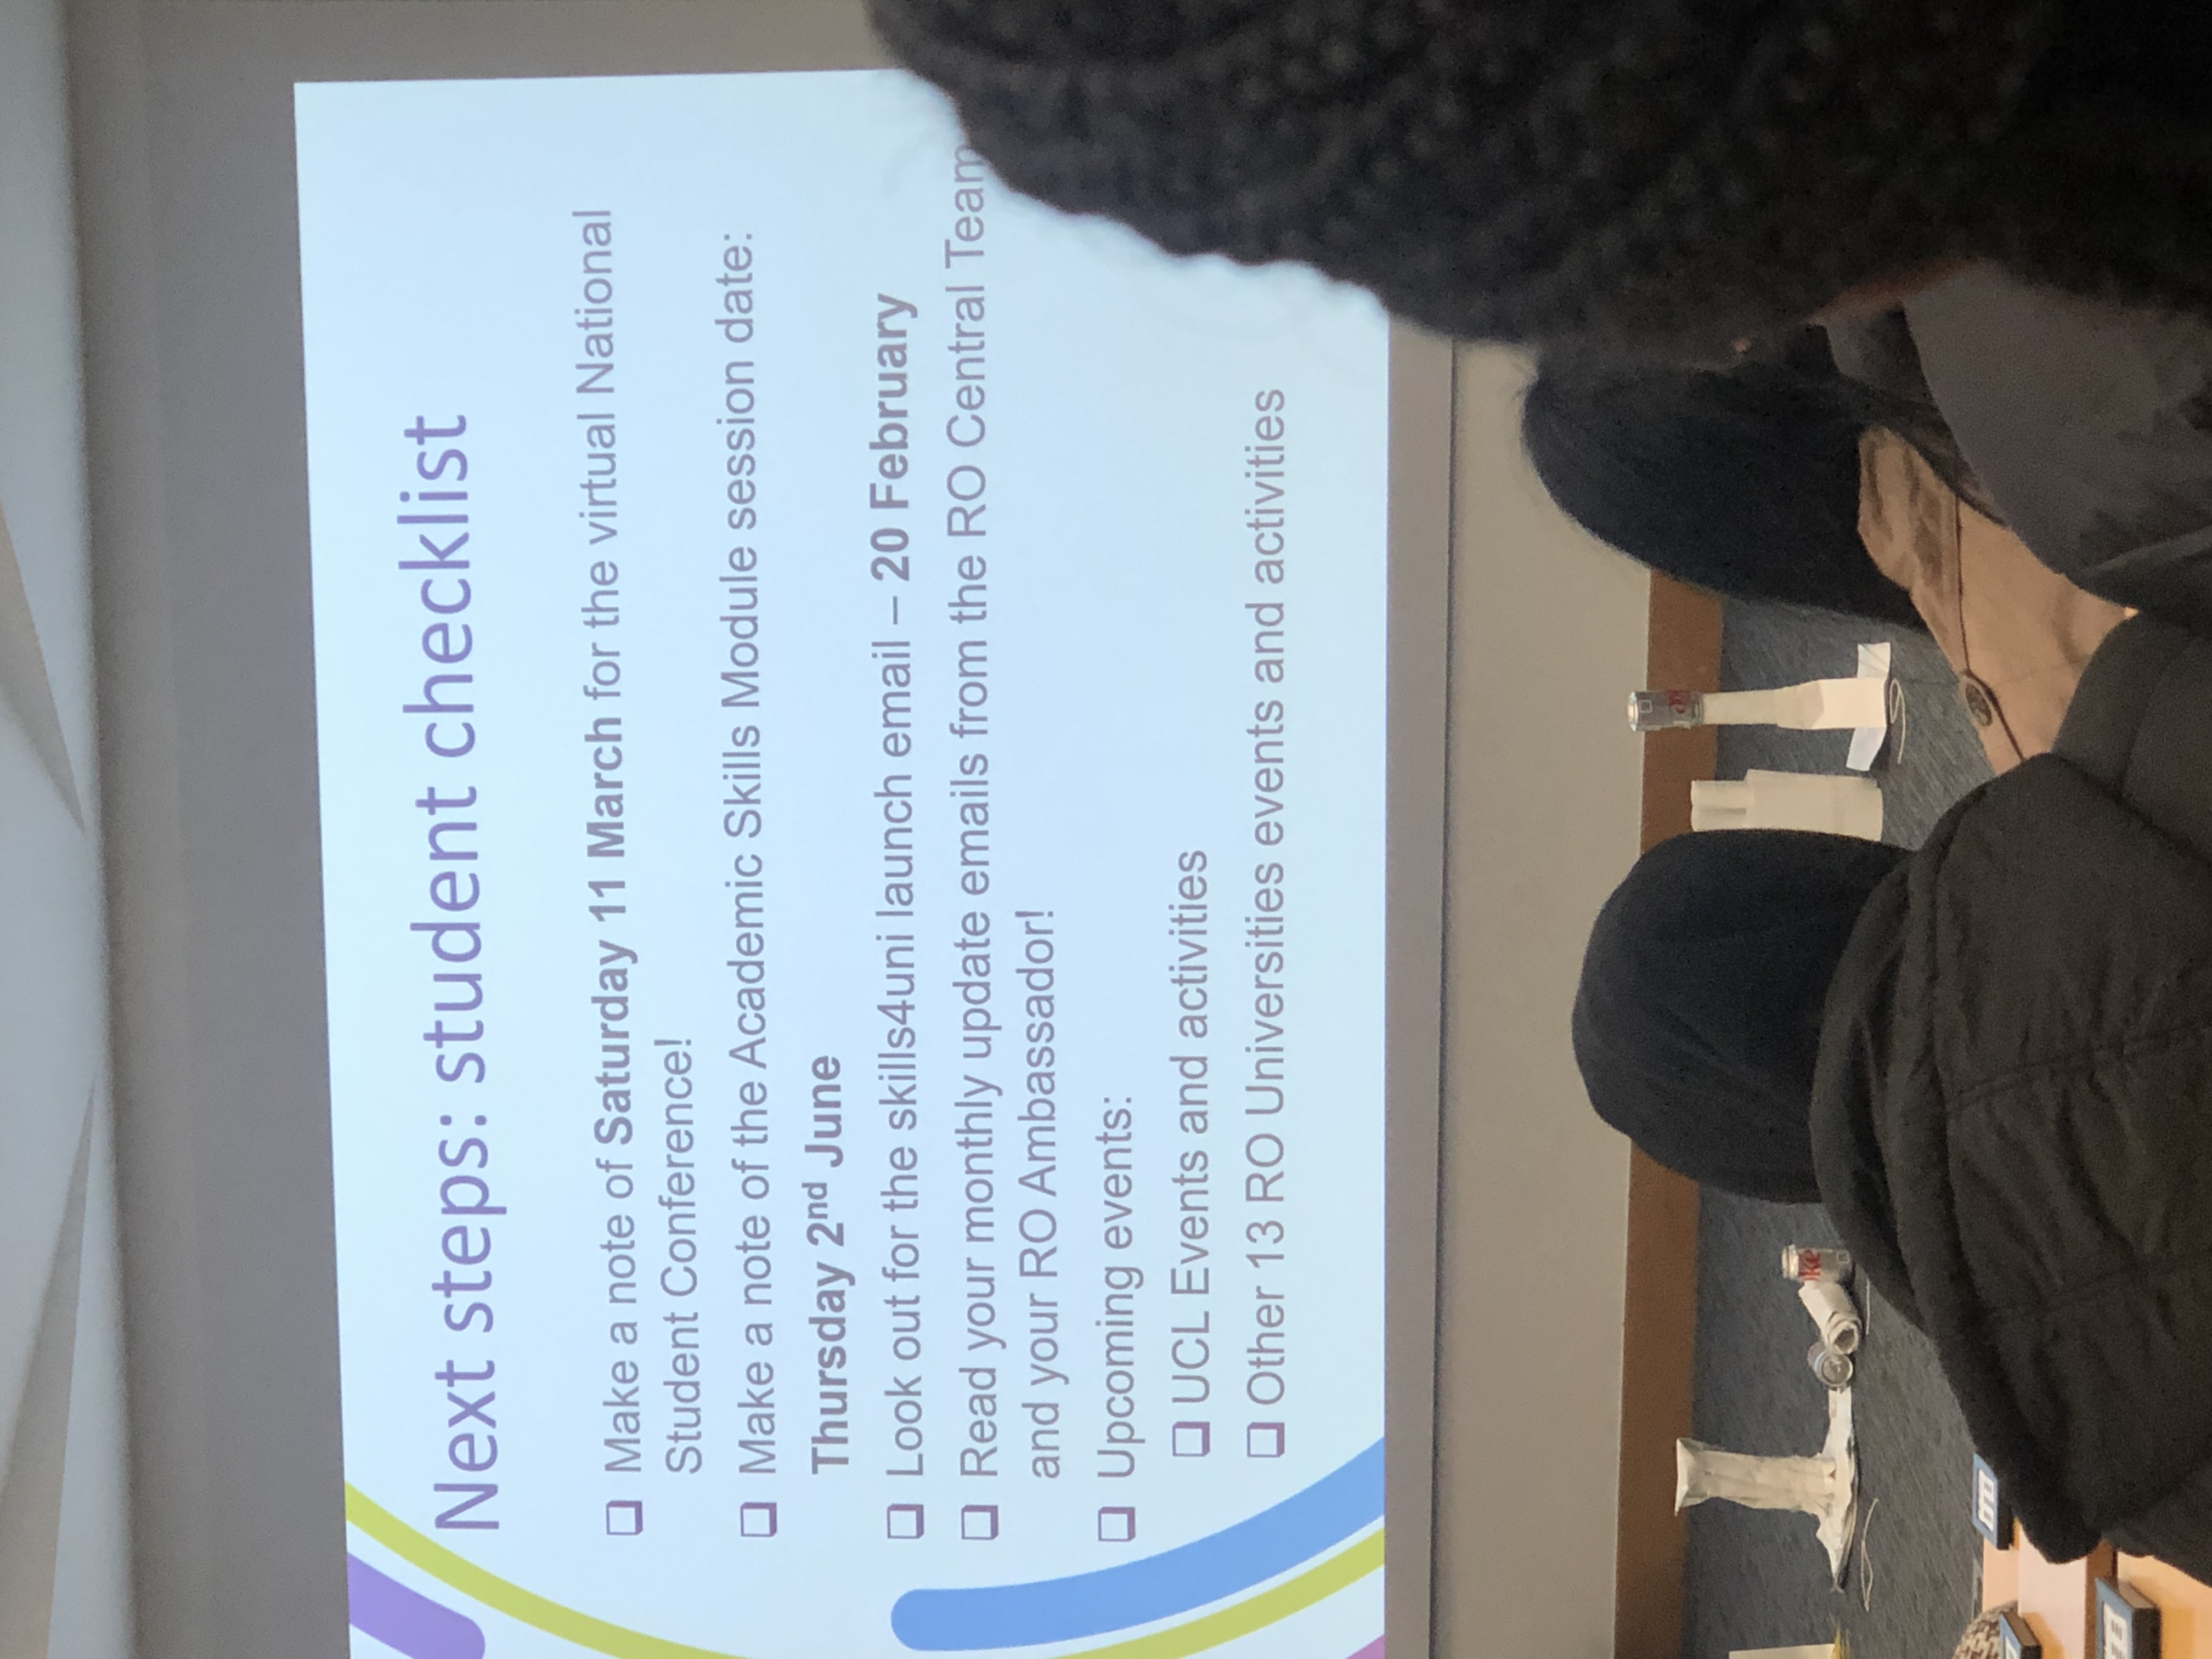 Next steps: student checklist
❑ Make a note of Saturday 11 March for the virtual National
Student Conference!
❑ Make a note of the Academic Skills Module session date:
Thursday 2nd June
❑ Look out for the skills4uni launch email – 20 February
❑ Read your monthly update emails from the RO Central Team
and your RO Ambassador!
❑ Upcoming events:
❑ UCL Events and activities
❑ Other 13 RO Universities events and activities
oke